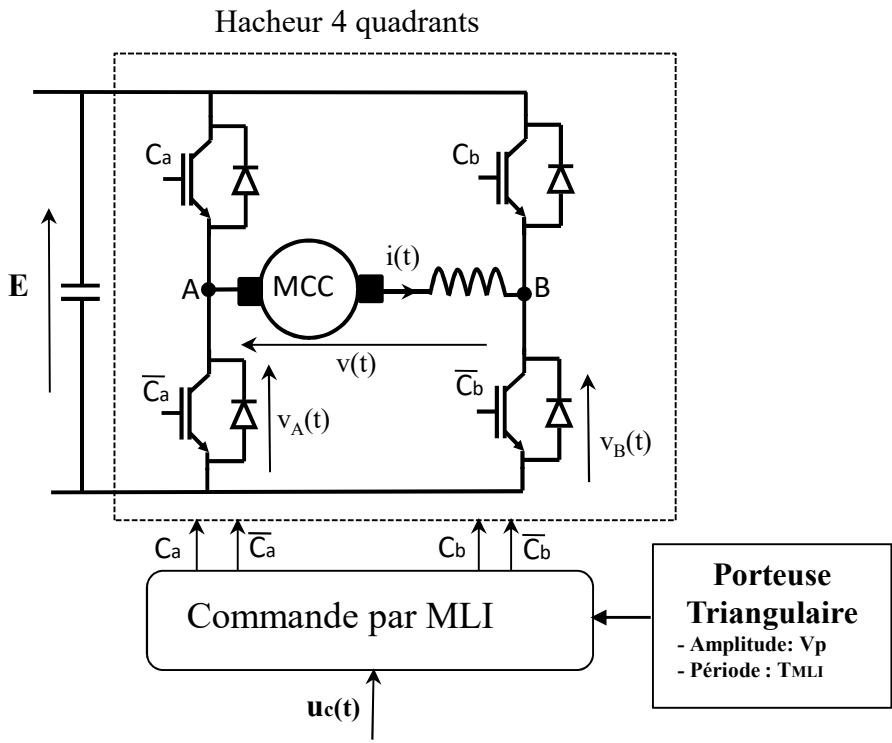 Hacheur 4 quadrants
Ca
Cb
E
A
MCC
i(t)
B
v(t)
C̅a
vA(t)
C̅b
vB(t)
Ca
C̅a
Cb
C̅b
Commande par MLI
Porteuse
Triangulaire
- Amplitude: Vp
- Période : TMLI
uc(t)